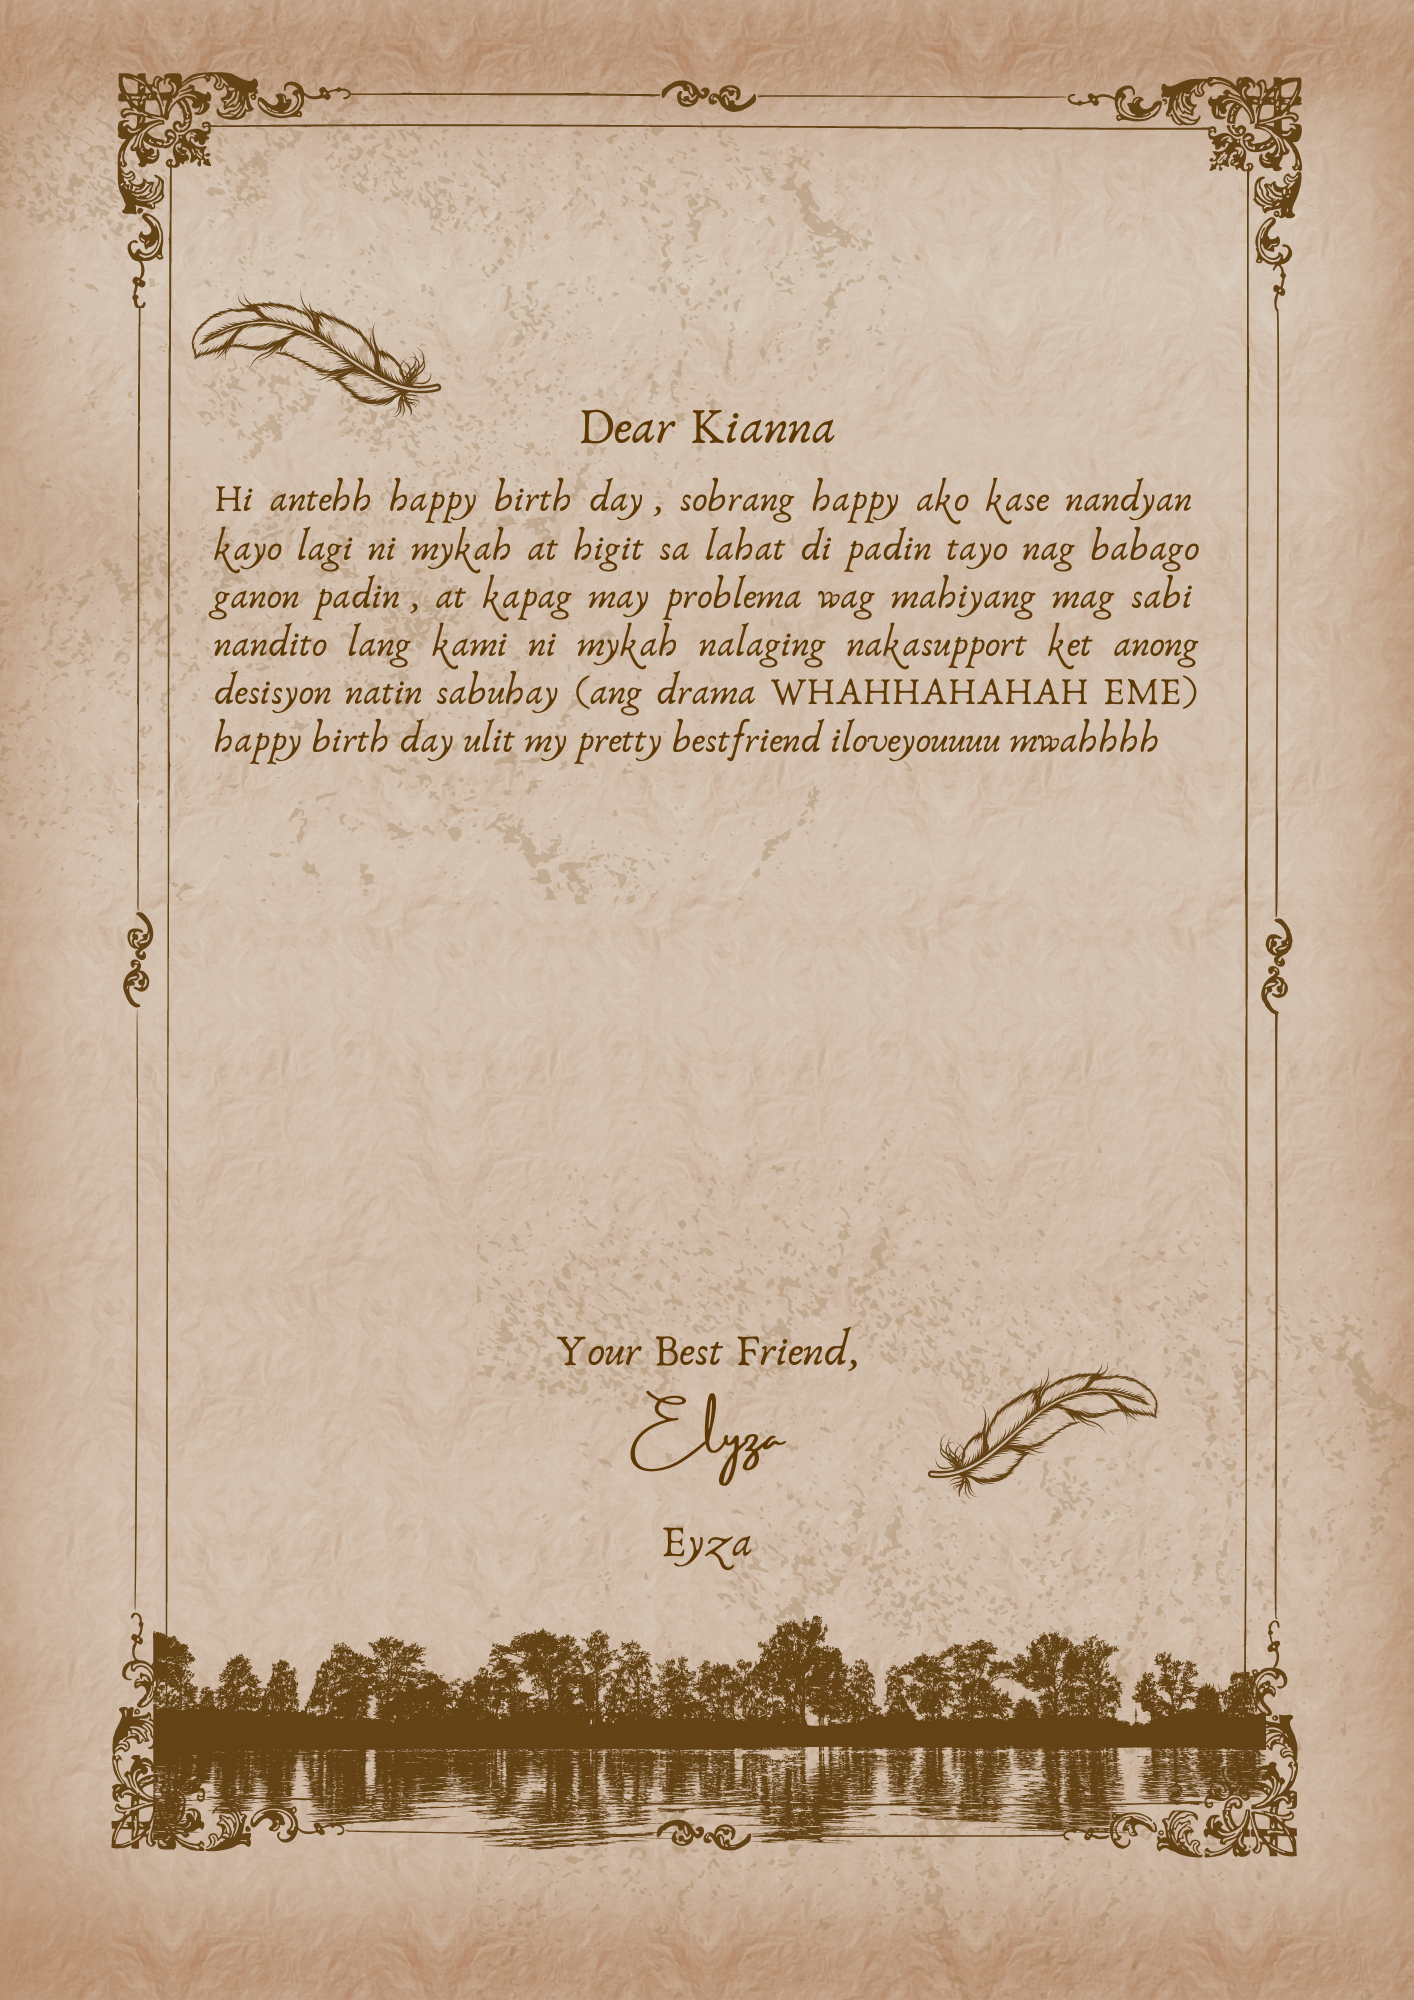 Dear Kianna
Hi antehh happy birth day , sobrang happy ako kase nandyan
kayo lagi ni mykah at higit sa lahat di padin tayo nag babago
ganon padin , at kapag may problema wag mahiyang mag sabi
nandito lang kami ni mykah nalaging nakasupport ket anong
desisyon natin sabuhay (ang drama WHAHHAHAHAH EME)
happy birth day ulit my pretty bestfriend iloveyouuuu mwahhhh
Your Best Friend,
Elyza
Eyza